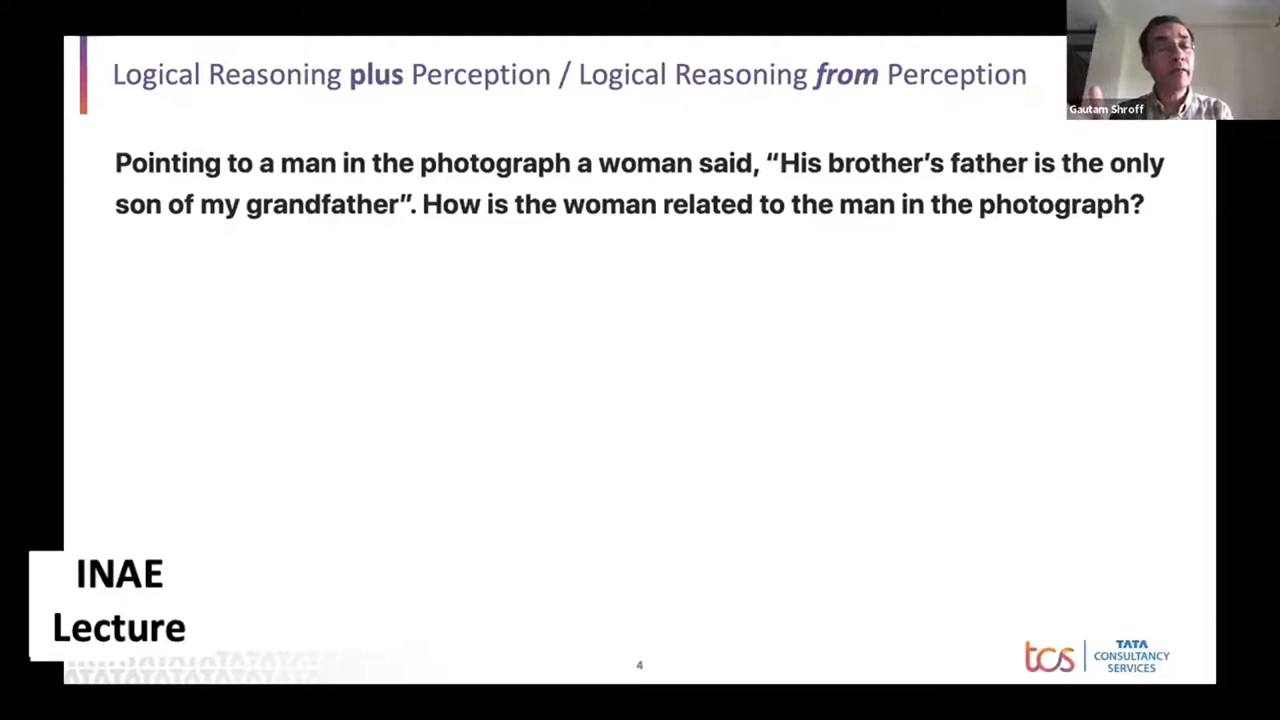 Logical Reasoning plus Perception / Logical Reasoning from Perception
Gautam Shroff
Pointing to a man in the photograph a woman said, “His brother’s father is the only
son of my grandfather”. How is the woman related to the man in the photograph?
INAE
Lecture
4
tcs
TATA
CONSULTANCY
SERVICES